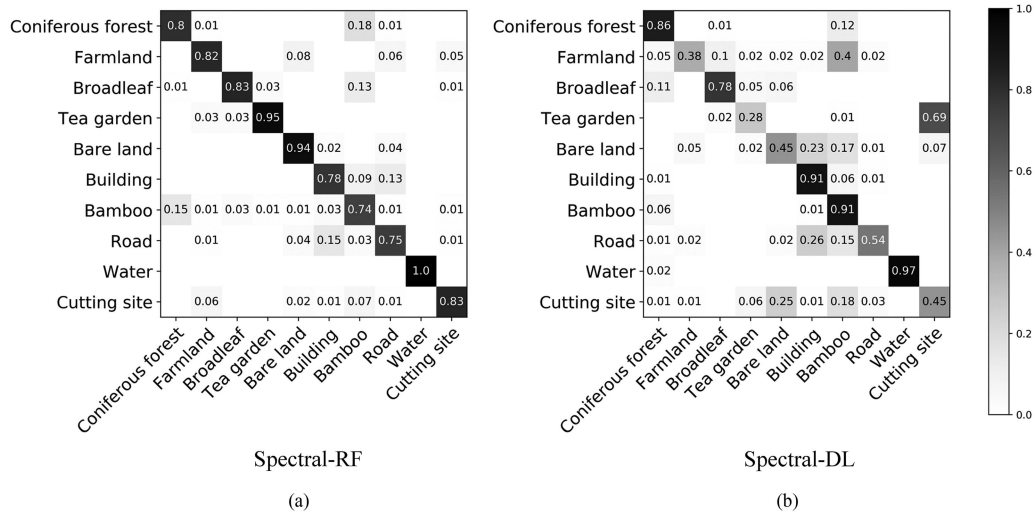 Coniferous forest 0.8 0.01 0.18 0.01
Farmland 0.82 0.08 0.06 0.05
Broadleaf 0.01 0.83 0.03 0.13 0.01
Tea garden 0.03 0.03 0.95
Bare land 0.94 0.02 0.04
Building 0.78 0.09 0.13
Bamboo 0.15 0.01 0.03 0.01 0.01 0.03 0.74 0.01 0.01
Road 0.01 0.04 0.15 0.03 0.75 0.01
Water 1.0
Cutting site 0.06 0.02 0.01 0.07 0.01 0.83
Coniferous forest
Farmland
Broadleaf
Tea garden
Bare land
Building
Bamboo
Road
Water
Cutting site
Spectral-RF
(a)
Coniferous forest 0.86 0.01 0.12
Farmland 0.05 0.38 0.1 0.02 0.02 0.02 0.4 0.02
Broadleaf 0.11 0.78 0.05 0.06
Tea garden 0.02 0.28 0.01 0.69
Bare land 0.05 0.02 0.45 0.23 0.17 0.01 0.07
Building 0.01 0.91 0.06 0.01
Bamboo 0.06 0.01 0.91
Road 0.01 0.02 0.02 0.26 0.15 0.54
Water 0.02 0.97
Cutting site 0.01 0.01 0.06 0.25 0.01 0.18 0.03 0.45
Coniferous forest
Farmland
Broadleaf
Tea garden
Bare land
Building
Bamboo
Road
Water
Cutting site
Spectral-DL
(b)
1.0
0.8
0.6
0.4
0.2
0.0